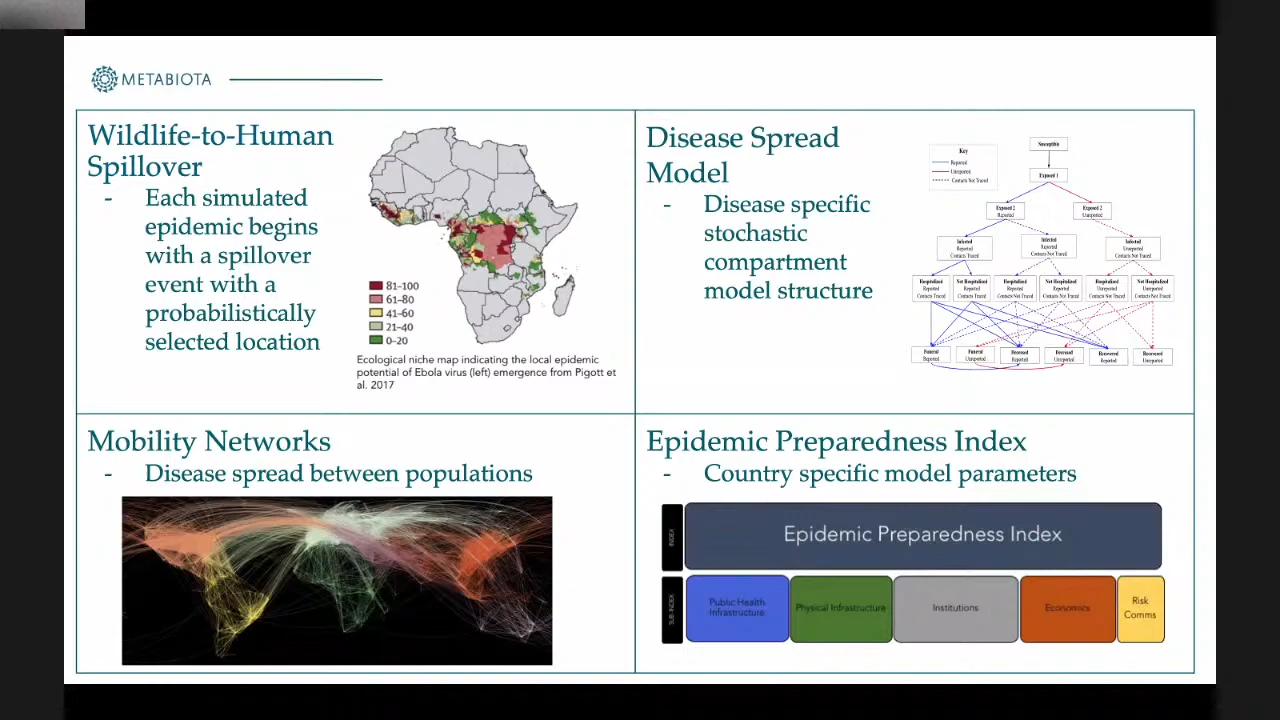 METABIOTA
Wildlife-to-Human
Spillover
- Each simulated
epidemic begins
with a spillover
event with a
probabilistically
selected location
81–100
61–80
41–60
21–40
0–20
Ecological niche map indicating the local epidemic
potential of Ebola virus (left) emergence from Pigott et
al. 2017
Disease Spread
Model
- Disease specific
stochastic
compartment
model structure
Key
Reported
Unreported
Contacts Not Traced
Susceptible
Exposed 1
Exposed 2
Reported
Exposed 2
Unreported
Infected
Reported
Contacts Traced
Infected
Reported
Contacts Not Traced
Infected
Unreported
Contacts Not Traced
Hospitalized
Reported
Contacts Traced
Not Hospitalized
Reported
Contacts Traced
Hospitalized
Reported
Contacts Not Traced
Not Hospitalized
Reported
Contacts Not Traced
Hospitalized
Unreported
Contacts Not Traced
Not Hospitalized
Unreported
Contacts Not Traced
Funeral
Reported
Funeral
Unreported
Deceased
Reported
Deceased
Unreported
Recovered
Reported
Recovered
Unreported
Mobility Networks
- Disease spread between populations
Epidemic Preparedness Index
- Country specific model parameters
INDEX
Epidemic Preparedness Index
SUB-INDEX
Public Health
Infrastructure
Physical Infrastructure
Institutions
Economics
Risk
Comms